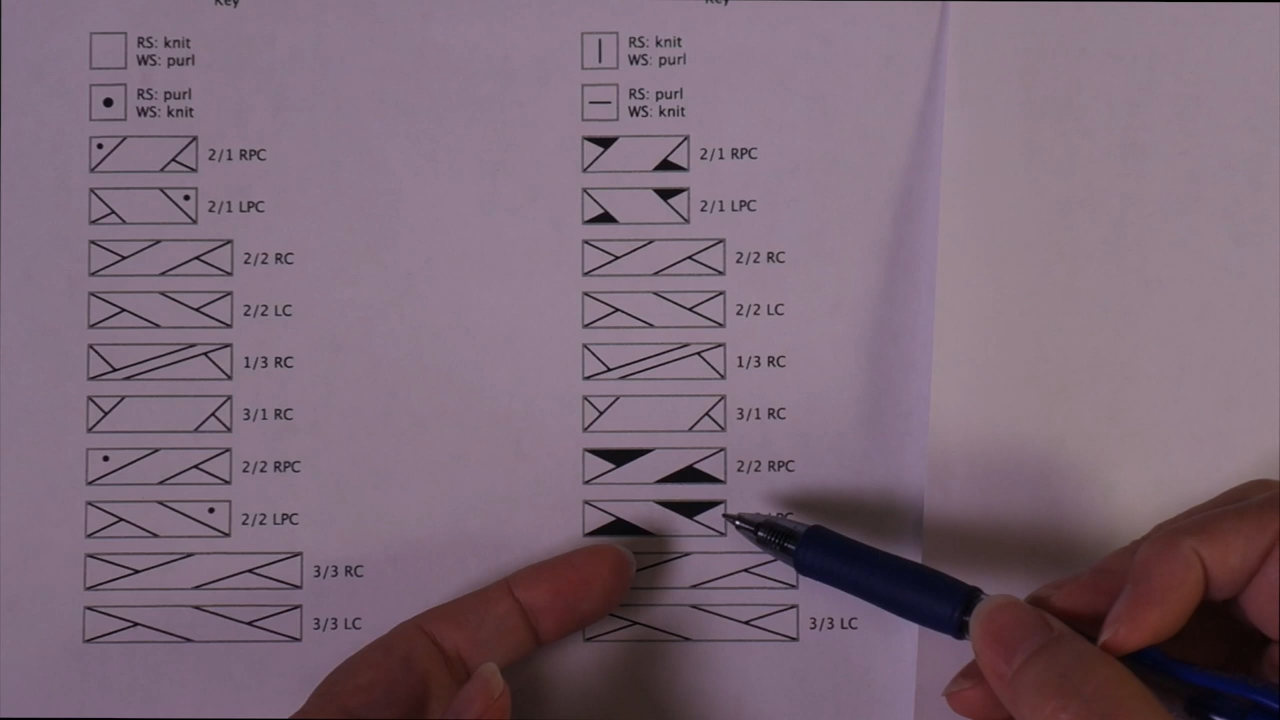 Key
RS: knit
WS: purl
RS: purl
WS: knit
2/1 RPC
2/1 LPC
2/2 RC
2/2 LC
1/3 RC
3/1 RC
2/2 RPC
2/2 LPC
3/3 RC
3/3 LC
Key
RS: knit
WS: purl
RS: purl
WS: knit
2/1 RPC
2/1 LPC
2/2 RC
2/2 LC
1/3 RC
3/1 RC
2/2 RPC
3/3 LC